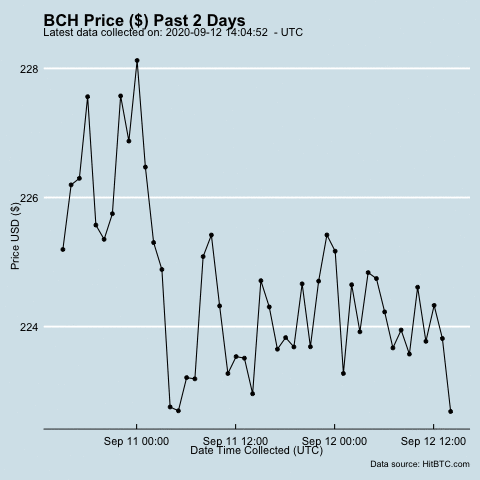 BCH Price ($) Past 2 Days
Latest data collected on: 2020-09-12 14:04:52 - UTC
228
226
224
Price USD ($)
Sep 11 00:00 Sep 11 12:00 Sep 12 00:00 Sep 12 12:00
Date Time Collected (UTC)
Data source: HitBTC.com